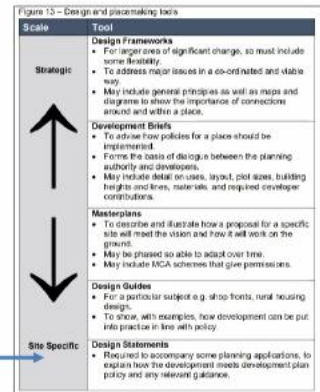 Figure 13 – Design and placemaking tools
Scale Tool
Strategic
Design Frameworks
• For larger area of significant change, so must include
some flexibility.
• To address major issues in a co-ordinated and viable
way.
• May include general principles as well as maps and
diagrams to show the importance of connections
around and within a place.
Development Briefs
• To advise how policies for a place should be
implemented.
• Forms the basis of dialogue between the planning
authority and developers.
• May include detail on uses, layout, plot sizes, building
heights and lines, materials, and required developer
contributions.
Masterplans
• To describe and illustrate how a proposal for a specific
site will meet the vision and how it will work on the
ground.
• May be phased so able to adapt over time.
• May include MCA schemes that give permissions.
Design Guides
• For a particular subject e.g. shop fronts, rural housing
design.
• To show, with examples, how development can be put
into practice in line with policy.
Site Specific
Design Statements
• Required to accompany some planning applications, to
explain how the development meets development plan
policy and any relevant guidance.